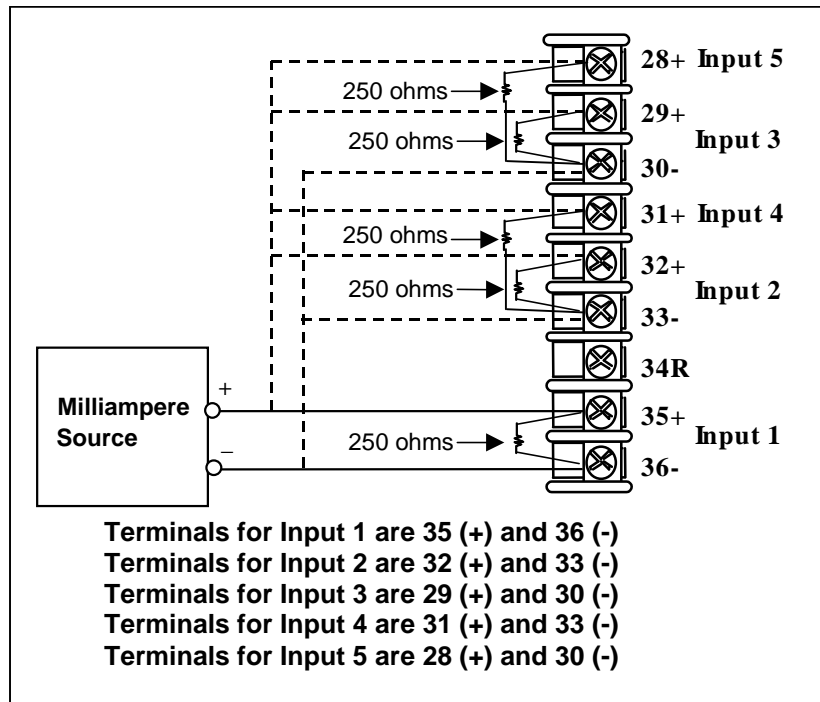 28+ Input 5
250 ohms
29+
250 ohms
Input 3
30-
31+ Input 4
250 ohms
32+
250 ohms
Input 2
33-
34R
+
Milliampere
Source
35+
250 ohms
Input 1
–
36-
Terminals for Input 1 are 35 (+) and 36 (-)
Terminals for Input 2 are 32 (+) and 33 (-)
Terminals for Input 3 are 29 (+) and 30 (-)
Terminals for Input 4 are 31 (+) and 33 (-)
Terminals for Input 5 are 28 (+) and 30 (-)